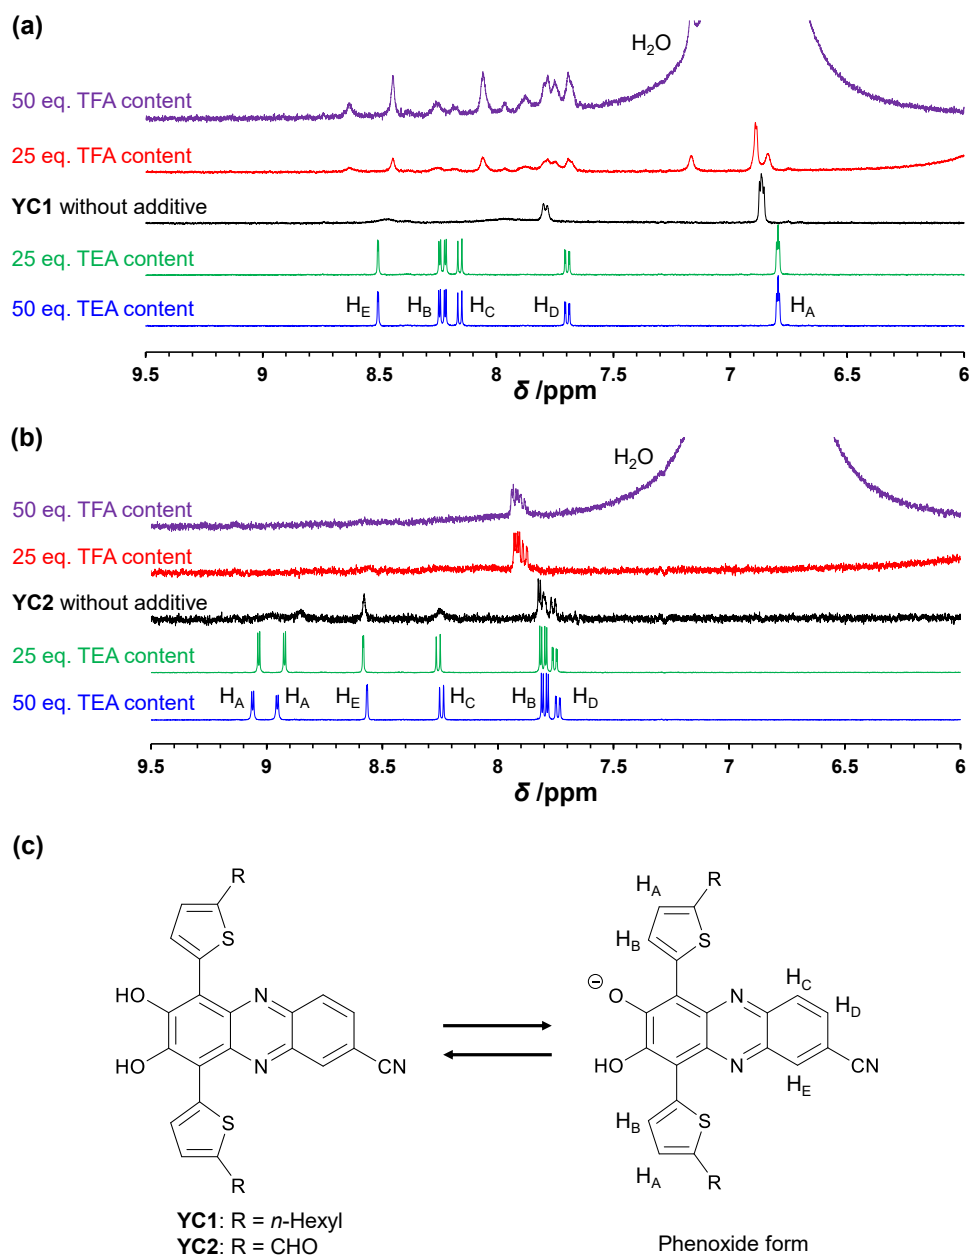 (a)
H2O
50 eq. TFA content
25 eq. TFA content
YC1 without additive
25 eq. TEA content
50 eq. TEA content
HE HB HC HD HA
9.5 9 8.5 8 7.5 7 6.5 6
δ /ppm
(b)
H2O
50 eq. TFA content
25 eq. TFA content
YC2 without additive
25 eq. TEA content
50 eq. TEA content
HA HA HE HC HB HD
9.5 9 8.5 8 7.5 7 6.5 6
δ /ppm
(c)
R R
HA
S S
HB
HO N ⊖ O N HC
HD
HO N CN HO N HE CN
S HB S
HA
R R
YC1: R = n-Hexyl
YC2: R = CHO
Phenoxide form